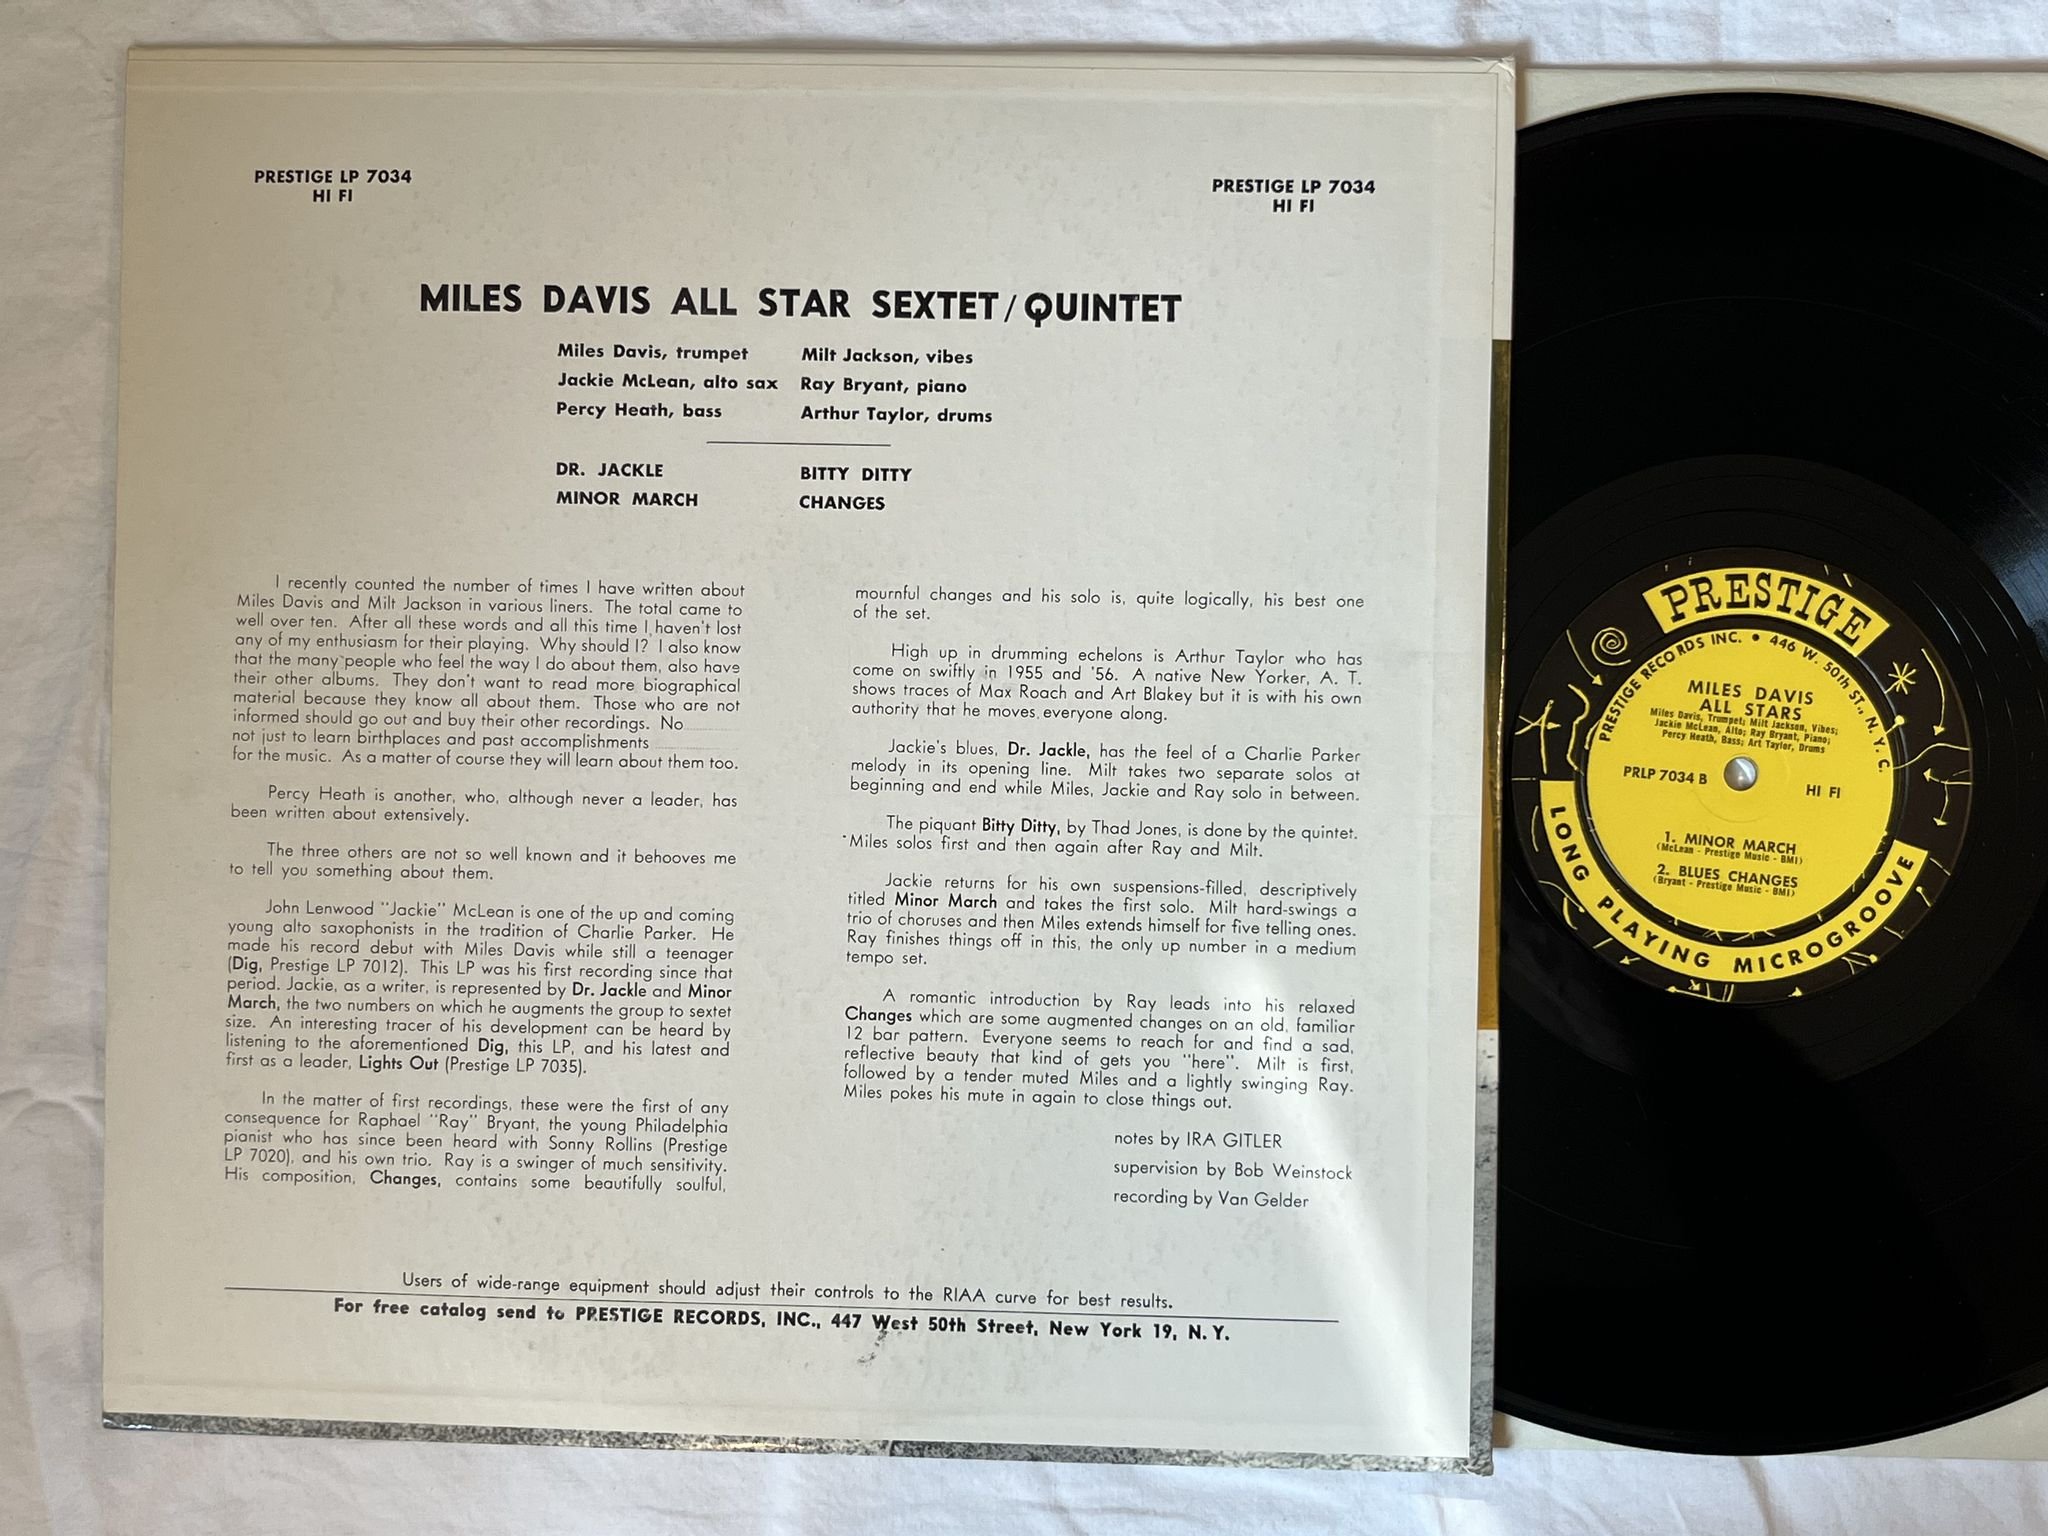 PRESTIGE LP 7034
HI FI
PRESTIGE LP 7034
HI FI
MILES DAVIS ALL STAR SEXTET/QUINTET
Miles Davis, trumpet
Jackie McLean, alto sax
Percy Heath, bass
Milt Jackson, vibes
Ray Bryant, piano
Arthur Taylor, drums
DR. JACKLE
MINOR MARCH
BITTY DITTY
CHANGES
I recently counted the number of times I have written about
Miles Davis and Milt Jackson in various liners. The total came to
well over ten. After all these words and all this time I haven't lost
any of my enthusiasm for their playing. Why should I? I also know
that the many people who feel the way I do about them, also have
their other albums. They don't want to read more biographical
material because they know all about them. Those who are not
informed should go out and buy their other recordings. No
not just to learn birthplaces and past accomplishments
for the music. As a matter of course they will learn about them too.
Percy Heath is another, who, although never a leader, has
been written about extensively.
The three others are not so well known and it behooves me
to tell you something about them.
John Lenwood "Jackie" McLean is one of the up and coming
young alto saxophonists in the tradition of Charlie Parker. He
made his record debut with Miles Davis while still a teenager
(Dig, Prestige LP 7012). This LP was his first recording since that
period. Jackie, as a writer, is represented by Dr. Jackle and Minor
March, the two numbers on which he augments the group to sextet
size. An interesting tracer of his development can be heard by
listening to the aforementioned Dig, this LP, and his latest and
first as a leader, Lights Out (Prestige LP 7035).
In the matter of first recordings, these were the first of any
consequence for Raphael "Ray" Bryant, the young Philadelphia
pianist who has since been heard with Sonny Rollins (Prestige
LP 7020), and his own trio. Ray is a swinger of much sensitivity.
His composition, Changes, contains some beautifully soulful,
mournful changes and his solo is, quite logically, his best one
of the set.
High up in drumming echelons is Arthur Taylor who has
come on swiftly in 1955 and '56. A native New Yorker, A. T.
shows traces of Max Roach and Art Blakey but it is with his own
authority that he moves everyone along.
Jackie's blues, Dr. Jackle, has the feel of a Charlie Parker
melody in its opening line. Milt takes two separate solos at
beginning and end while Miles, Jackie and Ray solo in between.
The piquant Bitty Ditty, by Thad Jones, is done by the quintet.
Miles solos first and then again after Ray and Milt.
Jackie returns for his own suspensions-filled, descriptively
titled Minor March and takes the first solo. Milt hard-swings a
trio of choruses and then Miles extends himself for five telling ones.
Ray finishes things off in this, the only up number in a medium
tempo set.
A romantic introduction by Ray leads into his relaxed
Changes which are some augmented changes on an old, familiar
12 bar pattern. Everyone seems to reach for and find a sad,
reflective beauty that kind of gets you "here". Milt is first,
followed by a tender muted Miles and a lightly swinging Ray.
Miles pokes his mute in again to close things out.
notes by IRA GITLER
supervision by Bob Weinstock
recording by Van Gelder
Users of wide-range equipment should adjust their controls to the RIAA curve for best results.
For free catalog send to PRESTIGE RECORDS, INC., 447 West 50th Street, New York 19, N. Y.
PRESTIGE
PRESTIGE RECORDS INC. • 446 W. 50th ST., N. Y. C.
MILES DAVIS
ALL STARS
Miles Davis, Trumpet; Milt Jackson, Vibes;
Jackie McLean, Alto; Ray Bryant, Piano;
Percy Heath, Bass; Art Taylor, Drums
PRLP 7034 B
HI FI
1. MINOR MARCH
(McLean - Prestige Music - BMI)
2. BLUES CHANGES
(Bryant - Prestige Music - BMI)
LONG PLAYING MICROGROOVE